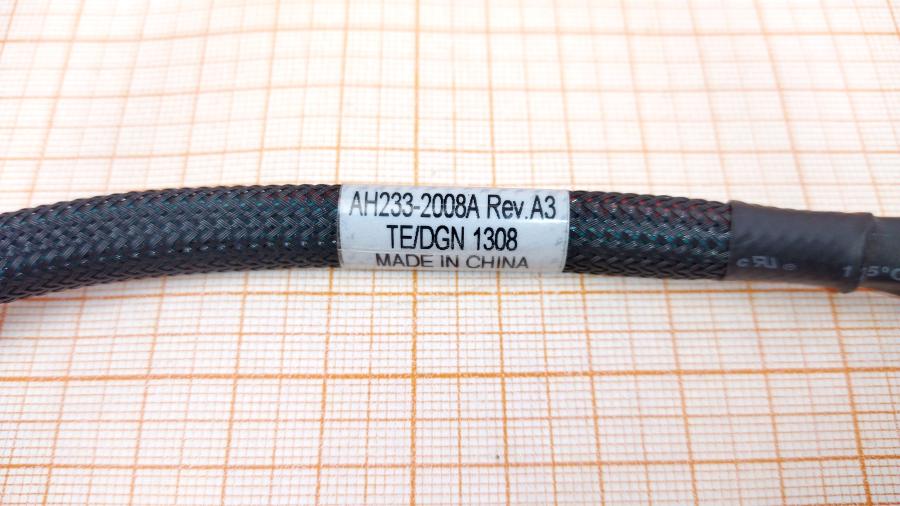 AH233-2008A Rev.A3
TE/DGN 1308
MADE IN CHINA